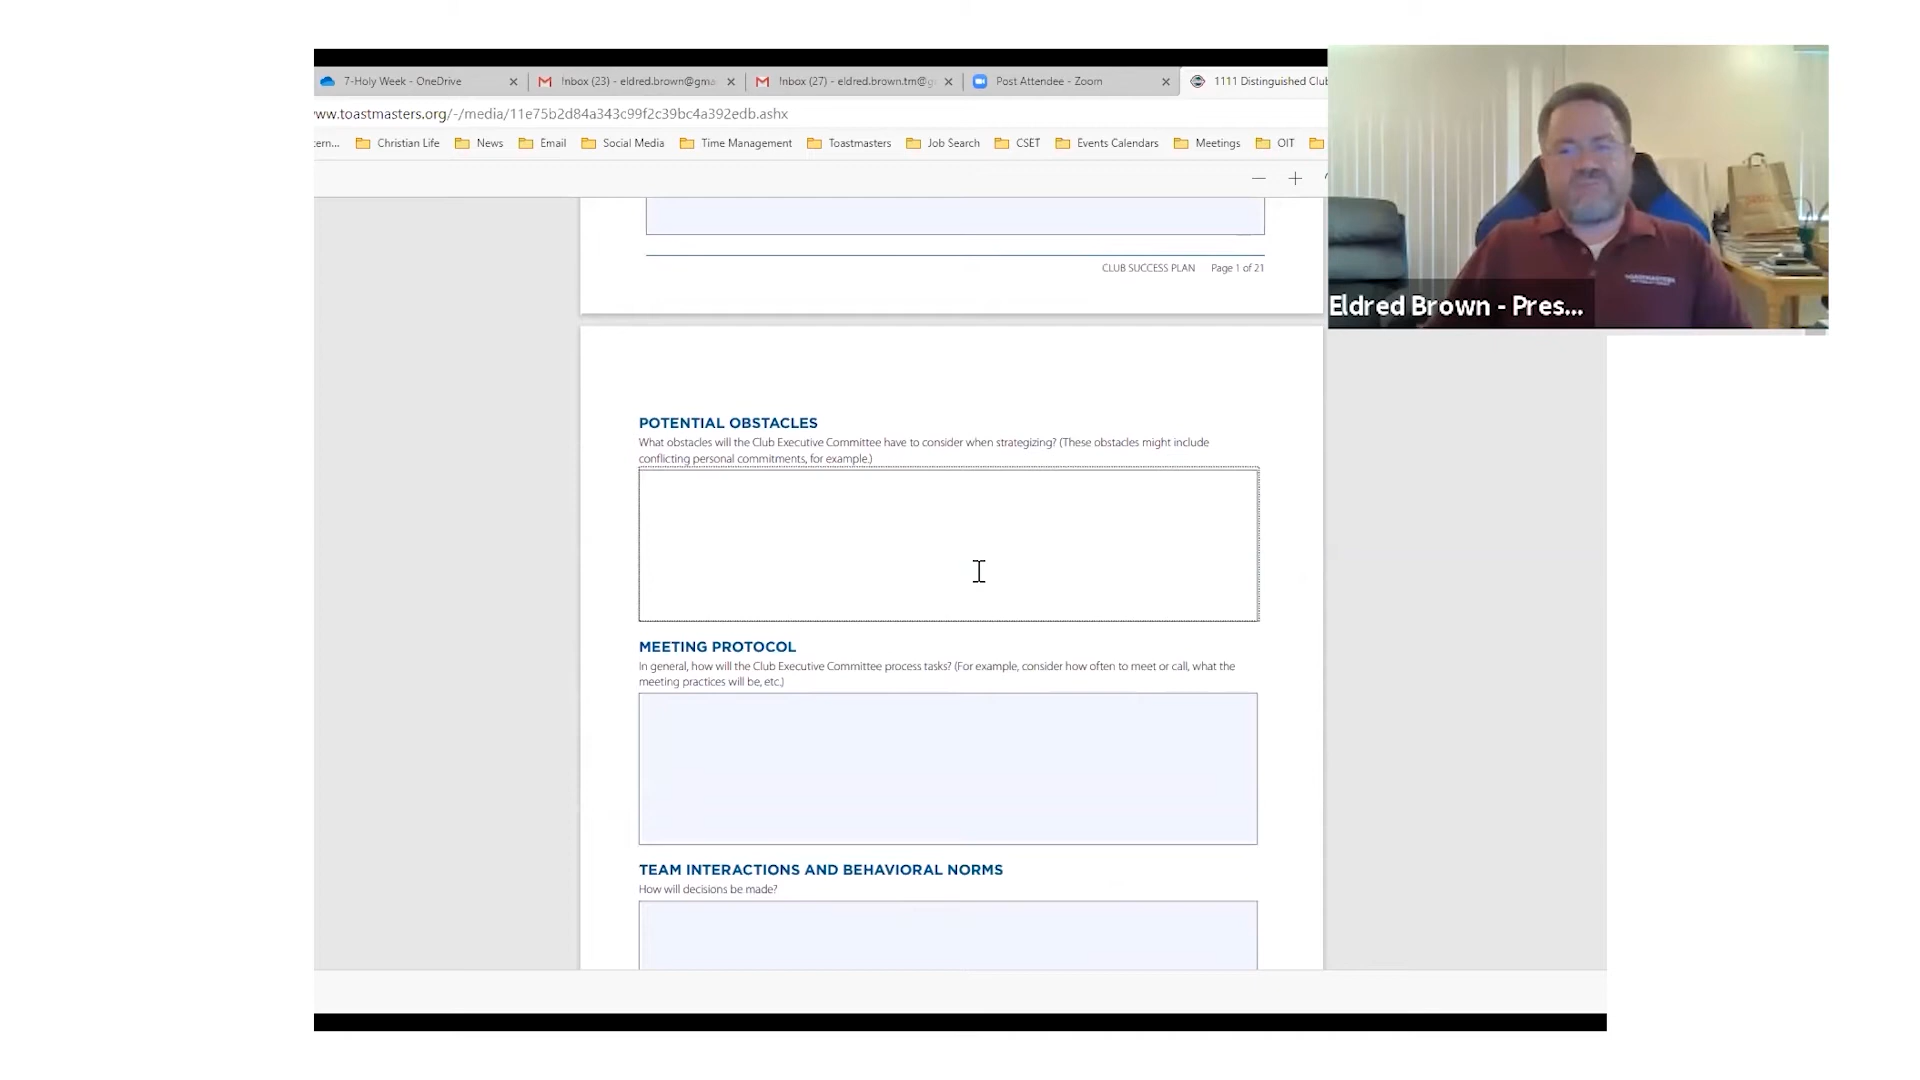 7-Holy Week - OneDrive
Inbox (23) - eldred.brown@gma
Inbox (27) - eldred.brown.tm@g
Post Attendee - Zoom
1111 Distinguished Club
www.toastmasters.org/-/media/11e75b2d84a343c99f2c39bc4a392edb.ashx
Christian Life News Email Social Media Time Management Toastmasters Job Search CSET Events Calendars Meetings OIT
CLUB SUCCESS PLAN Page 1 of 21
Eldred Brown - Pres...
POTENTIAL OBSTACLES
What obstacles will the Club Executive Committee have to consider when strategizing? (These obstacles might include
conflicting personal commitments, for example.)
MEETING PROTOCOL
In general, how will the Club Executive Committee process tasks? (For example, consider how often to meet or call, what the
meeting practices will be, etc.)
TEAM INTERACTIONS AND BEHAVIORAL NORMS
How will decisions be made?